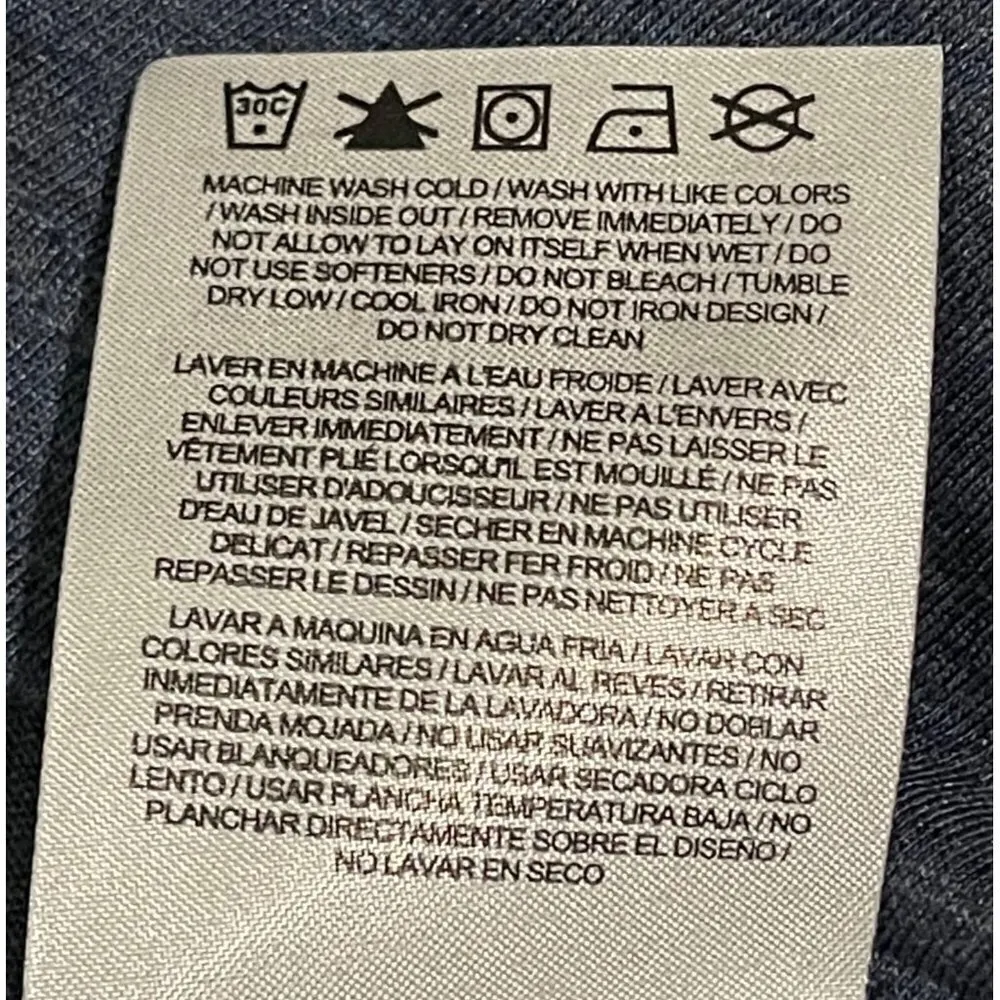 30C
MACHINE WASH COLD / WASH WITH LIKE COLORS
/ WASH INSIDE OUT / REMOVE IMMEDIATELY / DO
NOT ALLOW TO LAY ON ITSELF WHEN WET / DO
NOT USE SOFTENERS / DO NOT BLEACH / TUMBLE
DRY LOW / COOL IRON / DO NOT IRON DESIGN /
DO NOT DRY CLEAN
LAVER EN MACHINE A L'EAU FROIDE / LAVER AVEC
COULEURS SIMILAIRES / LAVER A L'ENVERS /
ENLEVER IMMEDIATEMENT / NE PAS LAISSER LE
VÊTEMENT PLIÉ LORSQU'IL EST MOUILLÉ / NE PAS
UTILISER D'ADOUCISSEUR / NE PAS UTILISER
D'EAU DE JAVEL / SECHER EN MACHINE CYCLE
DELICAT / REPASSER FER FROID / NE PAS
REPASSER LE DESSIN / NE PAS NETTOYER A SEC
LAVAR A MAQUINA EN AGUA FRIA / LAVAR CON
COLORES SIMILARES / LAVAR AL REVES / RETIRAR
INMEDIATAMENTE DE LA LAVADORA / NO DOBLAR
PRENDA MOJADA / NO USAR SUAVIZANTES / NO
USAR BLANQUEADORES / USAR SECADORA CICLO
LENTO / USAR PLANCHA TEMPERATURA BAJA / NO
PLANCHAR DIRECTAMENTE SOBRE EL DISENO /
NO LAVAR EN SECO